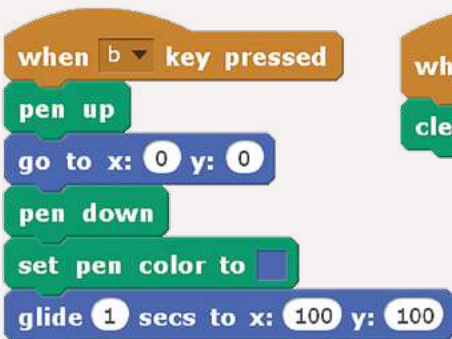 when b key pressed
pen up
go to x: 0 y: 0
pen down
set pen color to
glide 1 secs to x: 100 y: 100